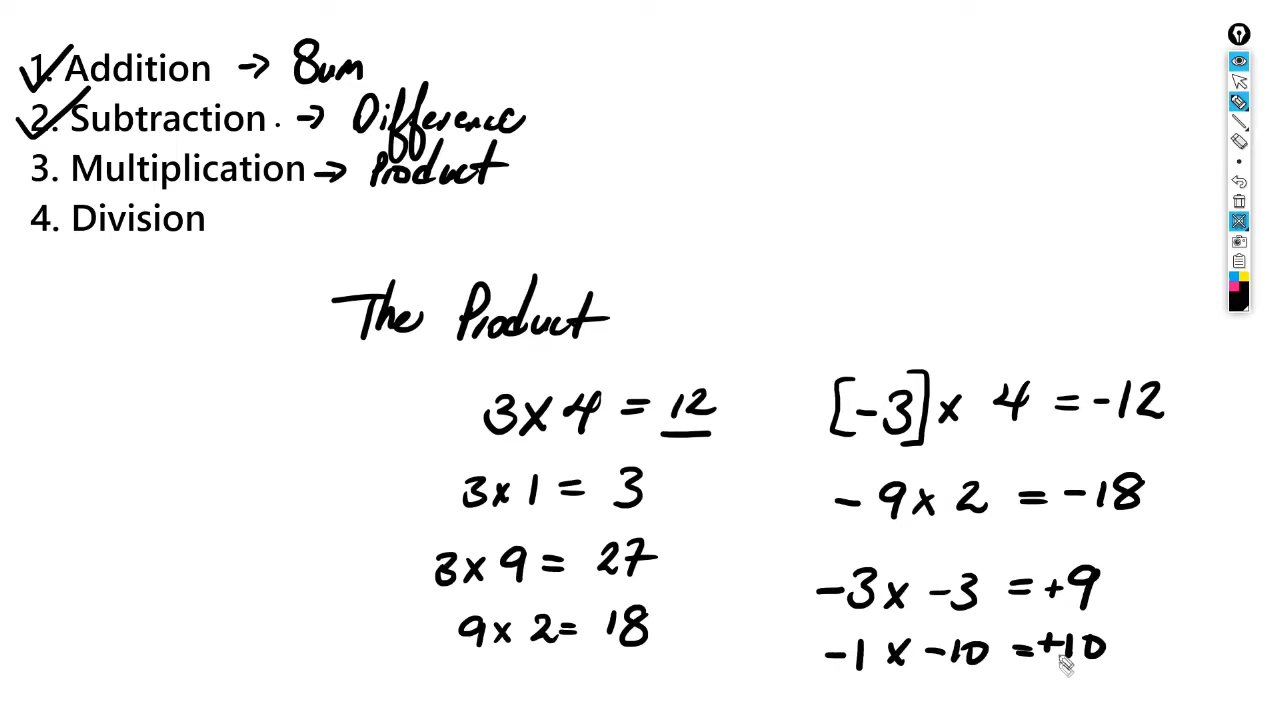 1. Addition -> Sum
2. Subtraction . -> Difference
3. Multiplication -> Product
4. Division
The Product
3 x 4 = 12
3 x 1 = 3
3 x 9 = 27
9 x 2 = 18
[-3] x 4 = -12
- 9 x 2 = -18
-3 x -3 = +9
-1 x -10 = +10